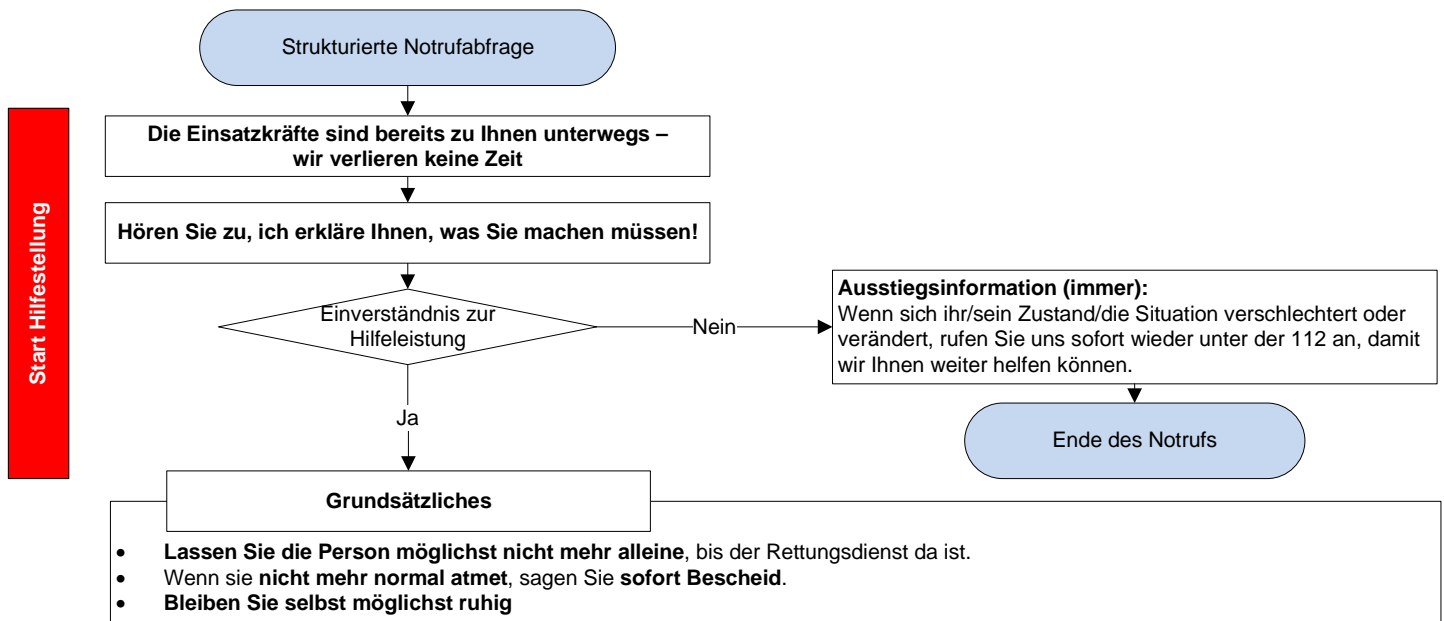 Strukturierte Notrufabfrage
Start Hilfestellung
Die Einsatzkräfte sind bereits zu Ihnen unterwegs –
wir verlieren keine Zeit
Hören Sie zu, ich erkläre Ihnen, was Sie machen müssen!
Einverständnis zur
Hilfeleistung
Nein
Ausstiegsinformation (immer):
Wenn sich ihr/sein Zustand/die Situation verschlechtert oder
verändert, rufen Sie uns sofort wieder unter der 112 an, damit
wir Ihnen weiter helfen können.
Ja
Ende des Notrufs
Grundsätzliches
• Lassen Sie die Person möglichst nicht mehr alleine, bis der Rettungsdienst da ist.
• Wenn sie nicht mehr normal atmet, sagen Sie sofort Bescheid.
• Bleiben Sie selbst möglichst ruhig